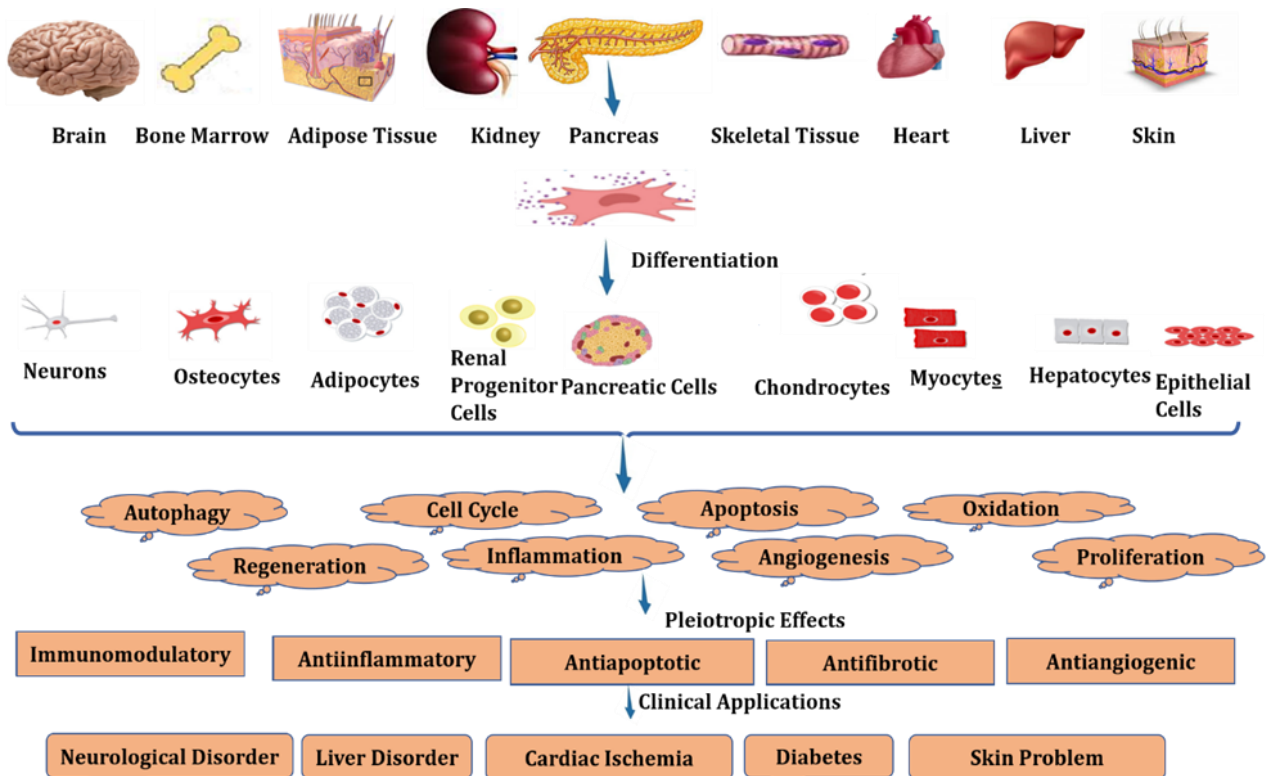 Brain
Bone Marrow
Adipose Tissue
Kidney
Pancreas
Skeletal Tissue
Heart
Liver
Skin
Differentiation
Neurons
Osteocytes
Adipocytes
Renal
Progenitor
Cells
Pancreatic Cells
Chondrocytes
Myocytes
Hepatocytes
Epithelial
Cells
Autophagy
Cell Cycle
Apoptosis
Oxidation
Regeneration
Inflammation
Angiogenesis
Proliferation
Pleiotropic Effects
Immunomodulatory
Antiinflammatory
Antiapoptotic
Antifibrotic
Antiangiogenic
Clinical Applications
Neurological Disorder
Liver Disorder
Cardiac Ischemia
Diabetes
Skin Problem